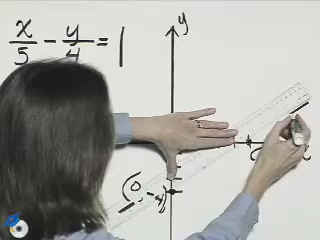 x/5 - y/4 = 1
y
(0, -4)